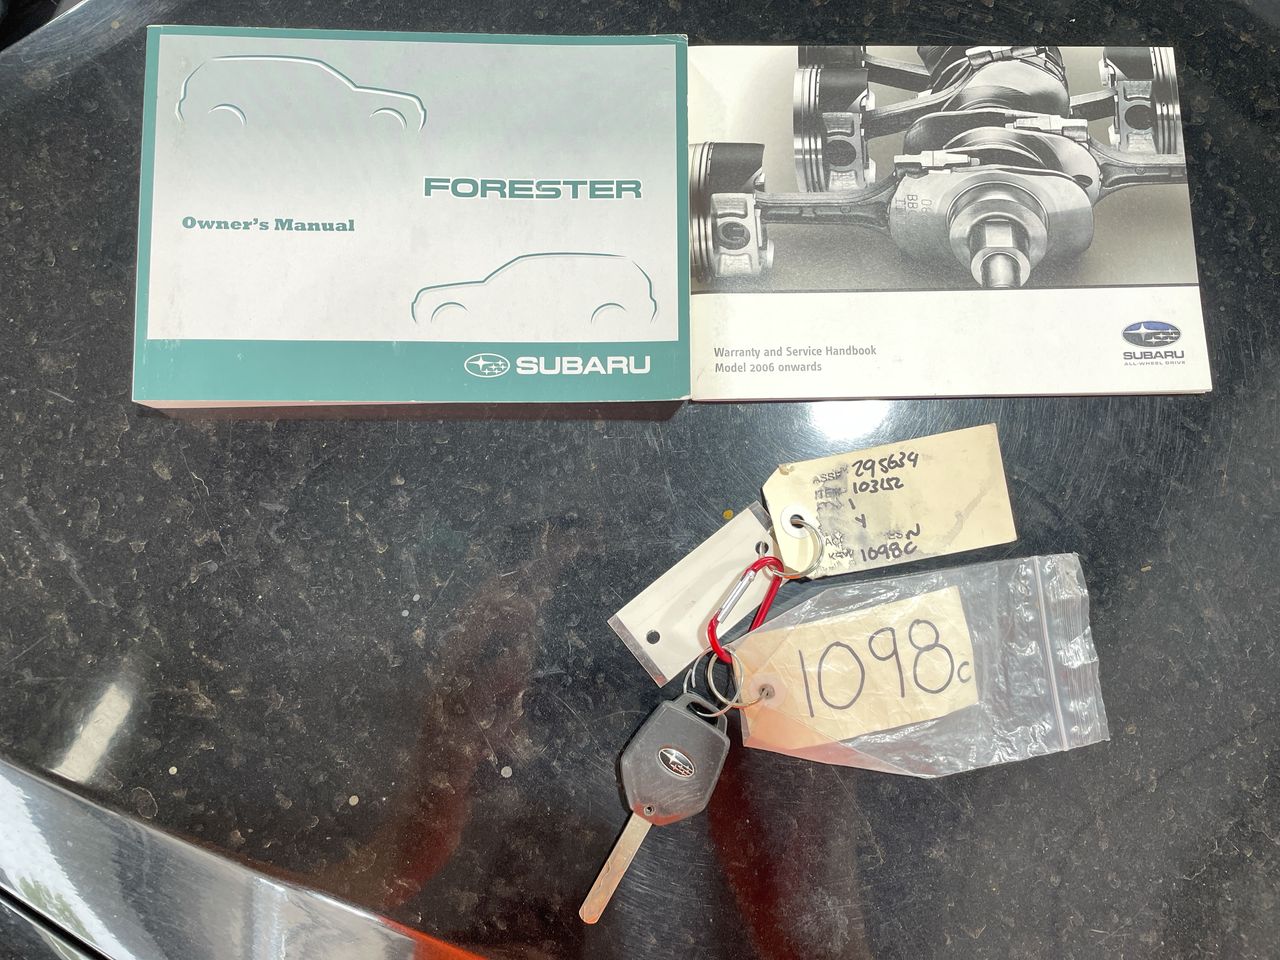 FORESTER
Owner's Manual
SUBARU
Warranty and Service Handbook
Model 2006 onwards
SUBARU
ALL-WHEEL DRIVE
295634
1
Y
N
1098C
1098c